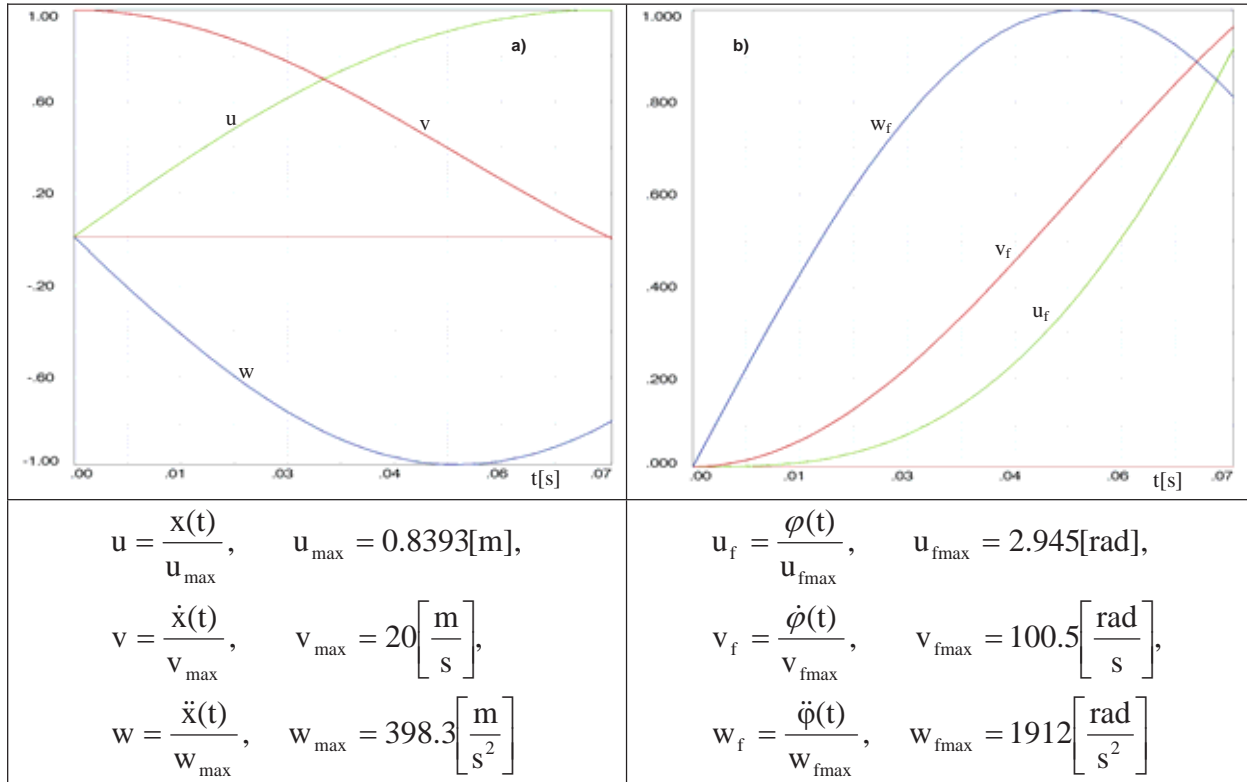 1.00
a)
.60
u
v
.20
-.20
w
-.60
-1.00
.00 .01 .03 .04 .06 .07
t[s]
1.000
b)
.800
w_f
.600
v_f
.400
u_f
.200
.000
.00 .01 .03 .04 .06 .07
t[s]
u = x(t)/u_max, u_max = 0.8393[m],
v = ẋ(t)/v_max, v_max = 20[m/s],
w = ẍ(t)/w_max, w_max = 398.3[m/s²]
u_f = φ(t)/u_fmax, u_fmax = 2.945[rad],
v_f = φ̇(t)/v_fmax, v_fmax = 100.5[rad/s],
w_f = φ̈(t)/w_fmax, w_fmax = 1912[rad/s²]